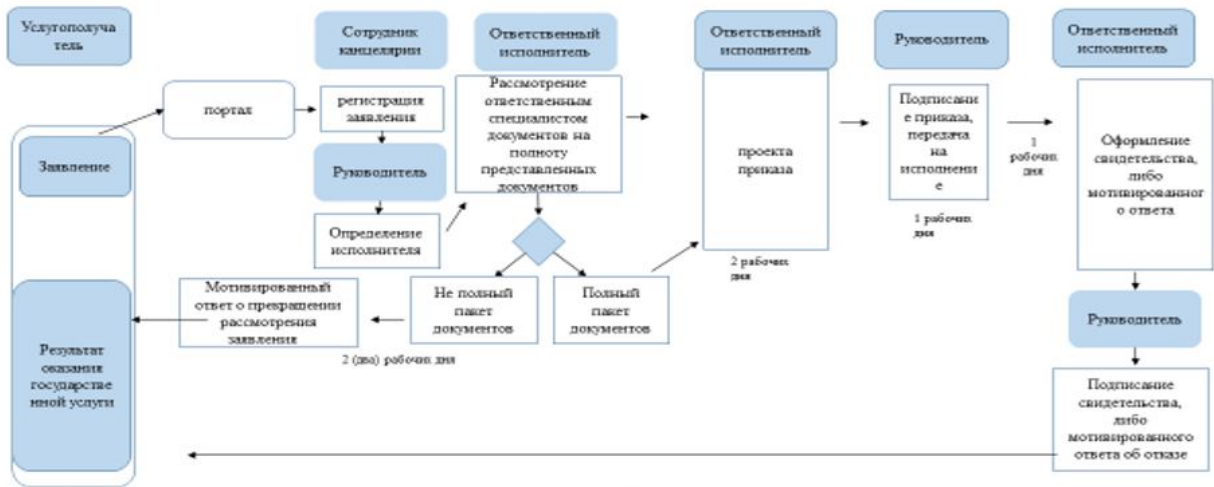 Услугополуча
тель
Сотрудник
канцелярии
Ответственный
исполнитель
Ответственный
исполнитель
Руководитель
Ответственный
исполнитель
портал
регистрация
заявления
Рассмотрение
ответственным
специалистом
документов на
полноту
представленных
документов
проекта
приказа
Подписани
е приказа,
передача
на
исполнени
е
1
рабочих
дня
Оформление
свидетельства,
либо
мотивированног
о ответа
Заявление
Руководитель
Определение
исполнителя
1 рабочих
дня
2 рабочих
дня
Мотивированный
ответ о прекращении
рассмотрения
заявления
Не полный
пакет
документов
Полный
пакет
документов
2 (два) рабочих дня
Руководитель
Результат
оказания
государстве
нной услуги
Подписание
свидетельства,
либо
мотивированного
ответа об отказе